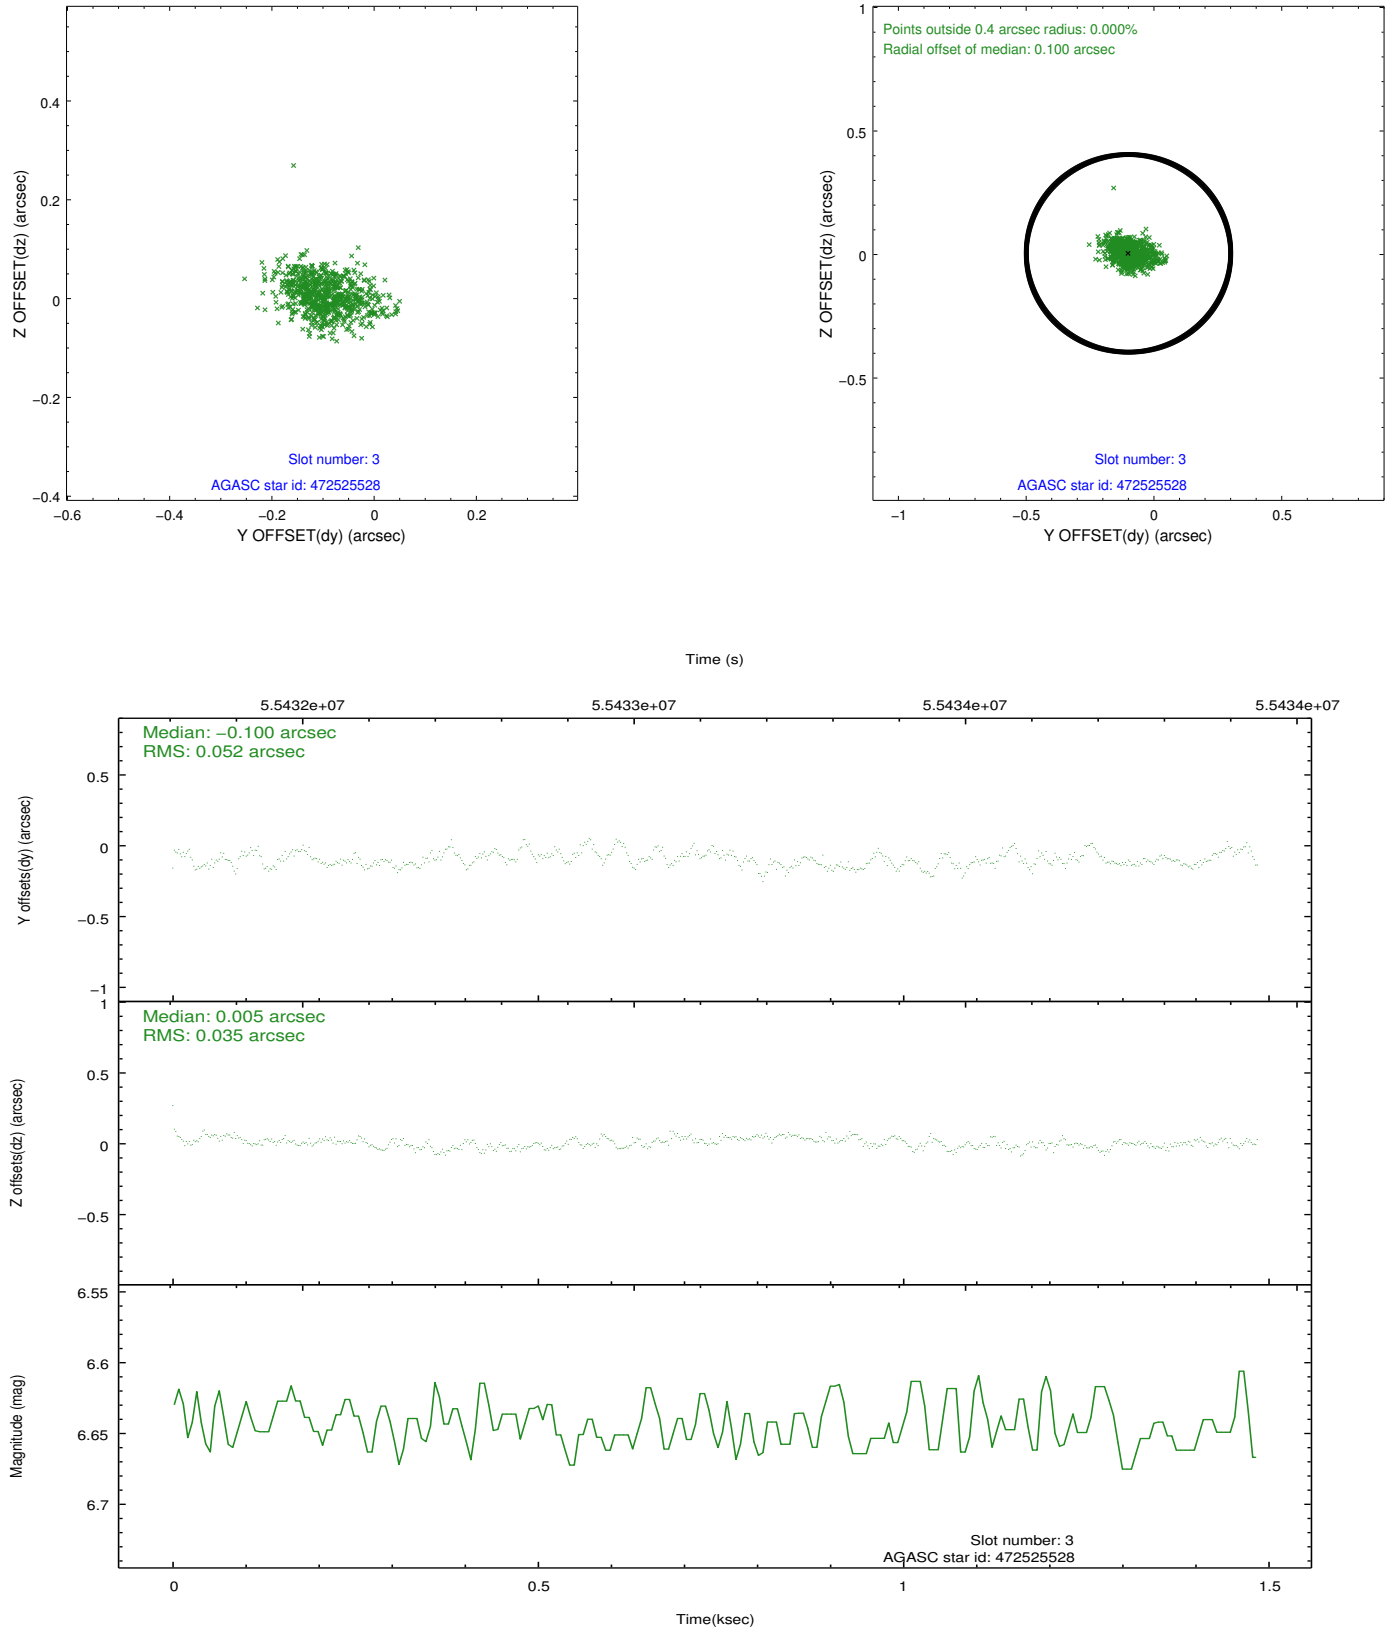 0.4
0.2
0
−0.2
−0.4
Z OFFSET(dz) (arcsec)
Slot number: 3
AGASC star id: 472525528
−0.6
−0.4
−0.2
0
0.2
Y OFFSET(dy) (arcsec)
Points outside 0.4 arcsec radius: 0.000%
Radial offset of median: 0.100 arcsec
1
0.5
0
−0.5
Z OFFSET(dz) (arcsec)
Slot number: 3
AGASC star id: 472525528
−1
−0.5
0
0.5
Y OFFSET(dy) (arcsec)
Time (s)
5.5432e+07
5.5433e+07
5.5434e+07
5.5434e+07
Median: −0.100 arcsec
RMS: 0.052 arcsec
0.5
0
−0.5
−1
Y offsets(dy) (arcsec)
Median: 0.005 arcsec
RMS: 0.035 arcsec
1
0.5
0
−0.5
Z offsets(dz) (arcsec)
6.55
6.6
6.65
6.7
Magnitude (mag)
Slot number: 3
AGASC star id: 472525528
0
0.5
1
1.5
Time(ksec)